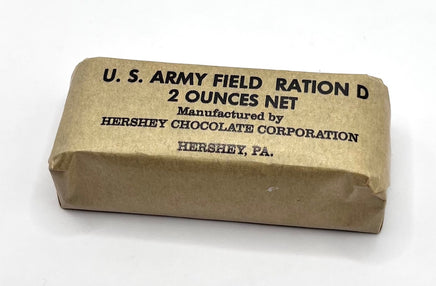 U. S. ARMY FIELD RATION D
2 OUNCES NET
Manufactured by
HERSHEY CHOCOLATE CORPORATION
HERSHEY, PA.